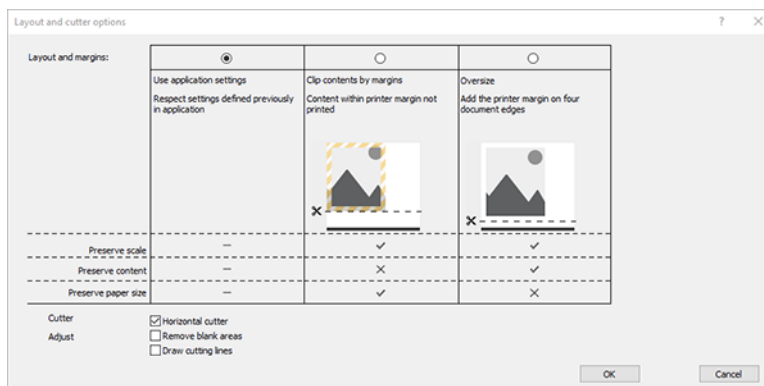 Layout and cutter options
Layout and margins:
Use application settings
Respect settings defined previously
in application
Clip contents by margins
Content within printer margin not
printed
Oversize
Add the printer margin on four
document edges
Preserve scale
Preserve content
Preserve paper size
Cutter
Horizontal cutter
Adjust
Remove blank areas
Draw cutting lines
OK
Cancel